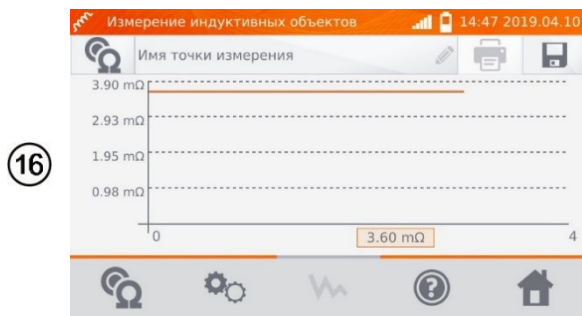 Измерение индуктивных объектов 14:47 2019.04.10
Имя точки измерения
3.90 mΩ
2.93 mΩ
16
1.95 mΩ
0.98 mΩ
0 3.60 mΩ 4